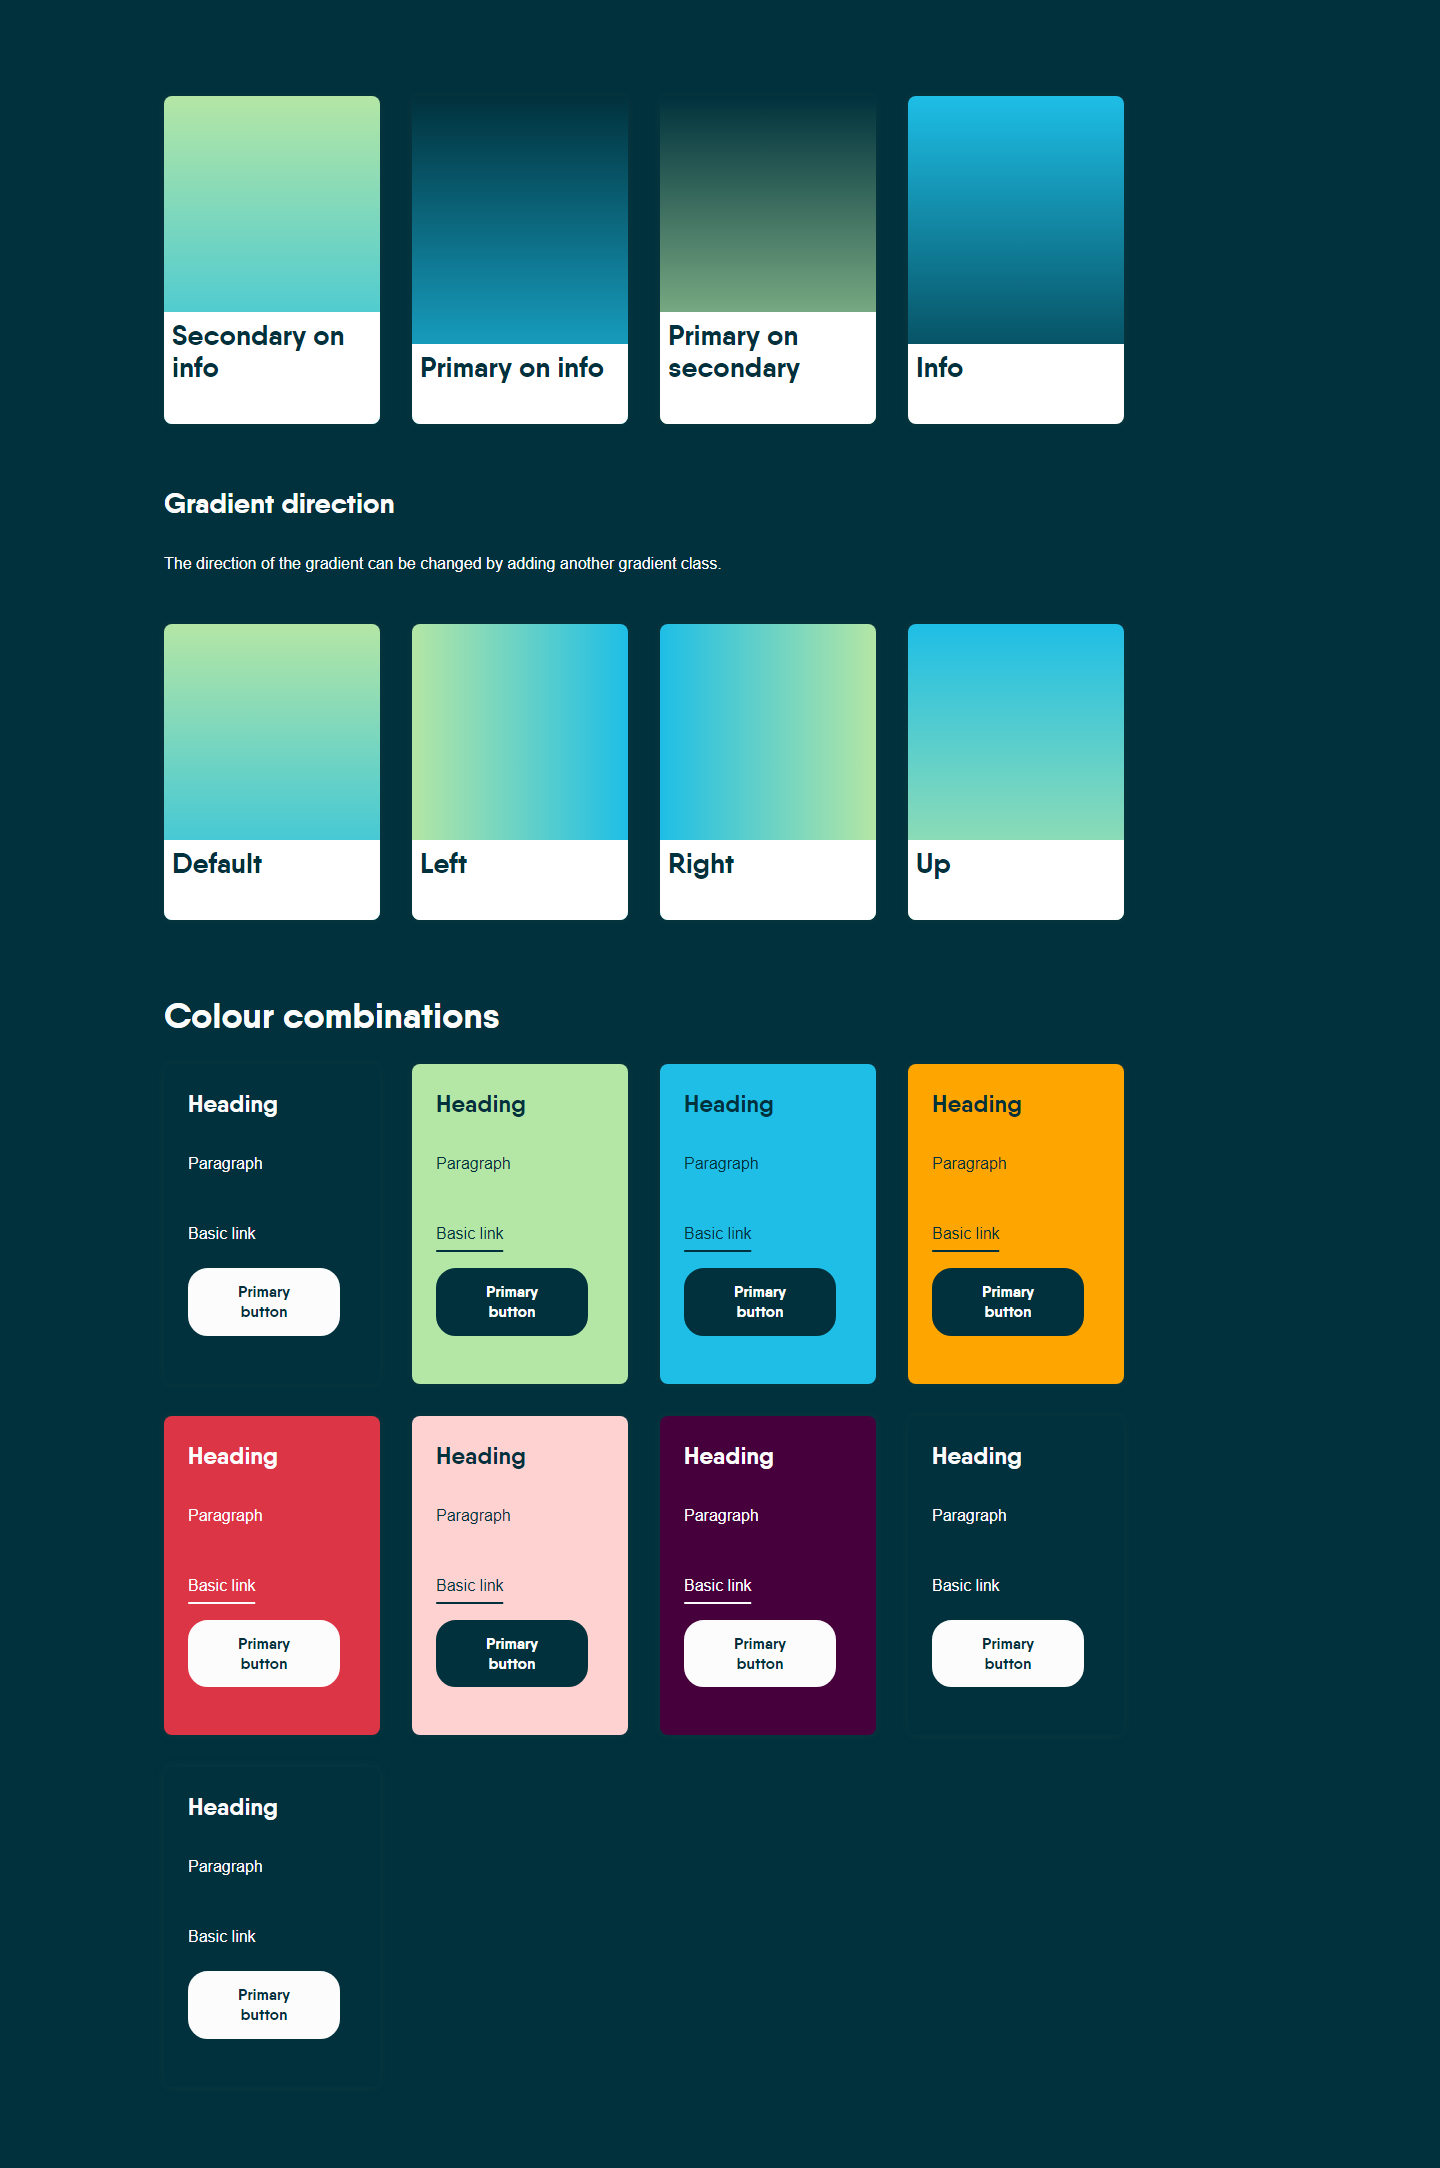 Secondary on
info
Primary on info
Primary on
secondary
Info
Gradient direction
The direction of the gradient can be changed by adding another gradient class.
Default
Left
Right
Up
Colour combinations
Heading
Paragraph
Basic link
Primary
button
Heading
Paragraph
Basic link
Primary
button
Heading
Paragraph
Basic link
Primary
button
Heading
Paragraph
Basic link
Primary
button
Heading
Paragraph
Basic link
Primary
button
Heading
Paragraph
Basic link
Primary
button
Heading
Paragraph
Basic link
Primary
button
Heading
Paragraph
Basic link
Primary
button
Heading
Paragraph
Basic link
Primary
button